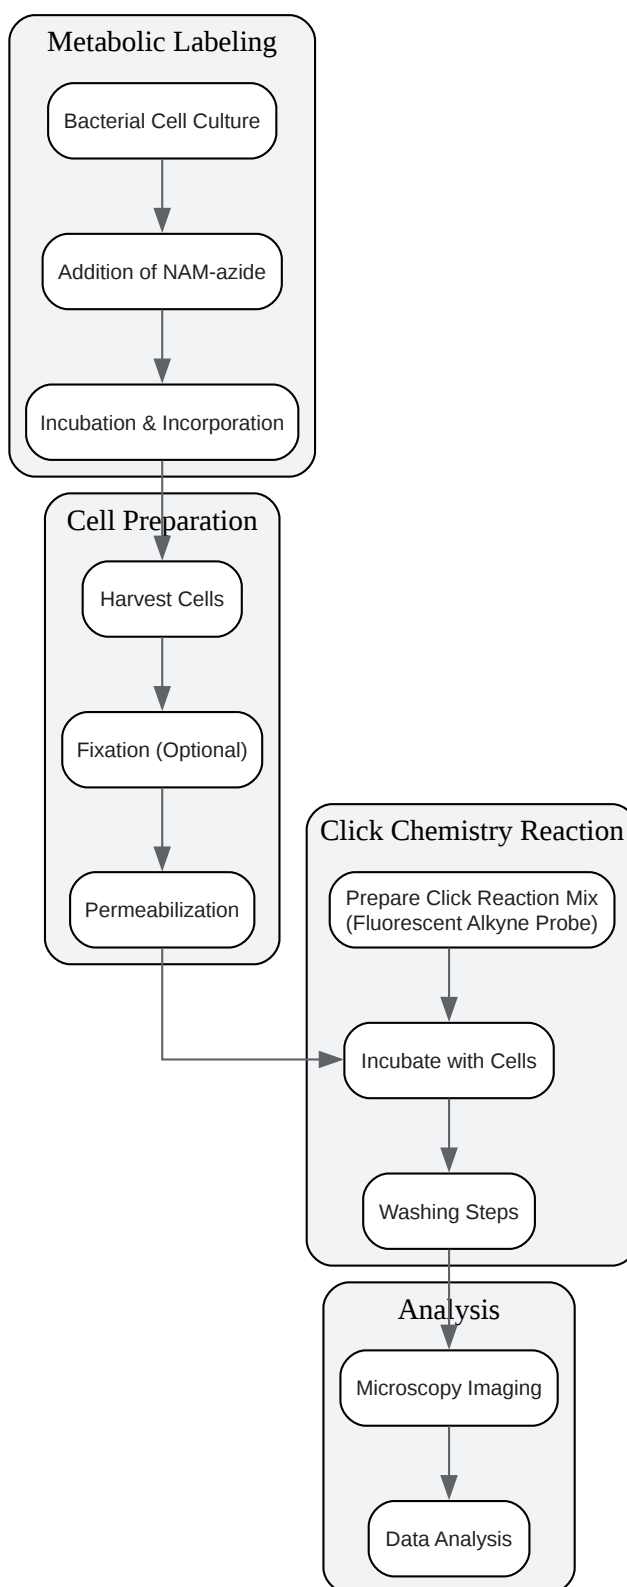 Metabolic Labeling
Bacterial Cell Culture
Addition of NAM-azide
Incubation & Incorporation
Cell Preparation
Harvest Cells
Fixation (Optional)
Permeabilization
Click Chemistry Reaction
Prepare Click Reaction Mix
(Fluorescent Alkyne Probe)
Incubate with Cells
Washing Steps
Analysis
Microscopy Imaging
Data Analysis